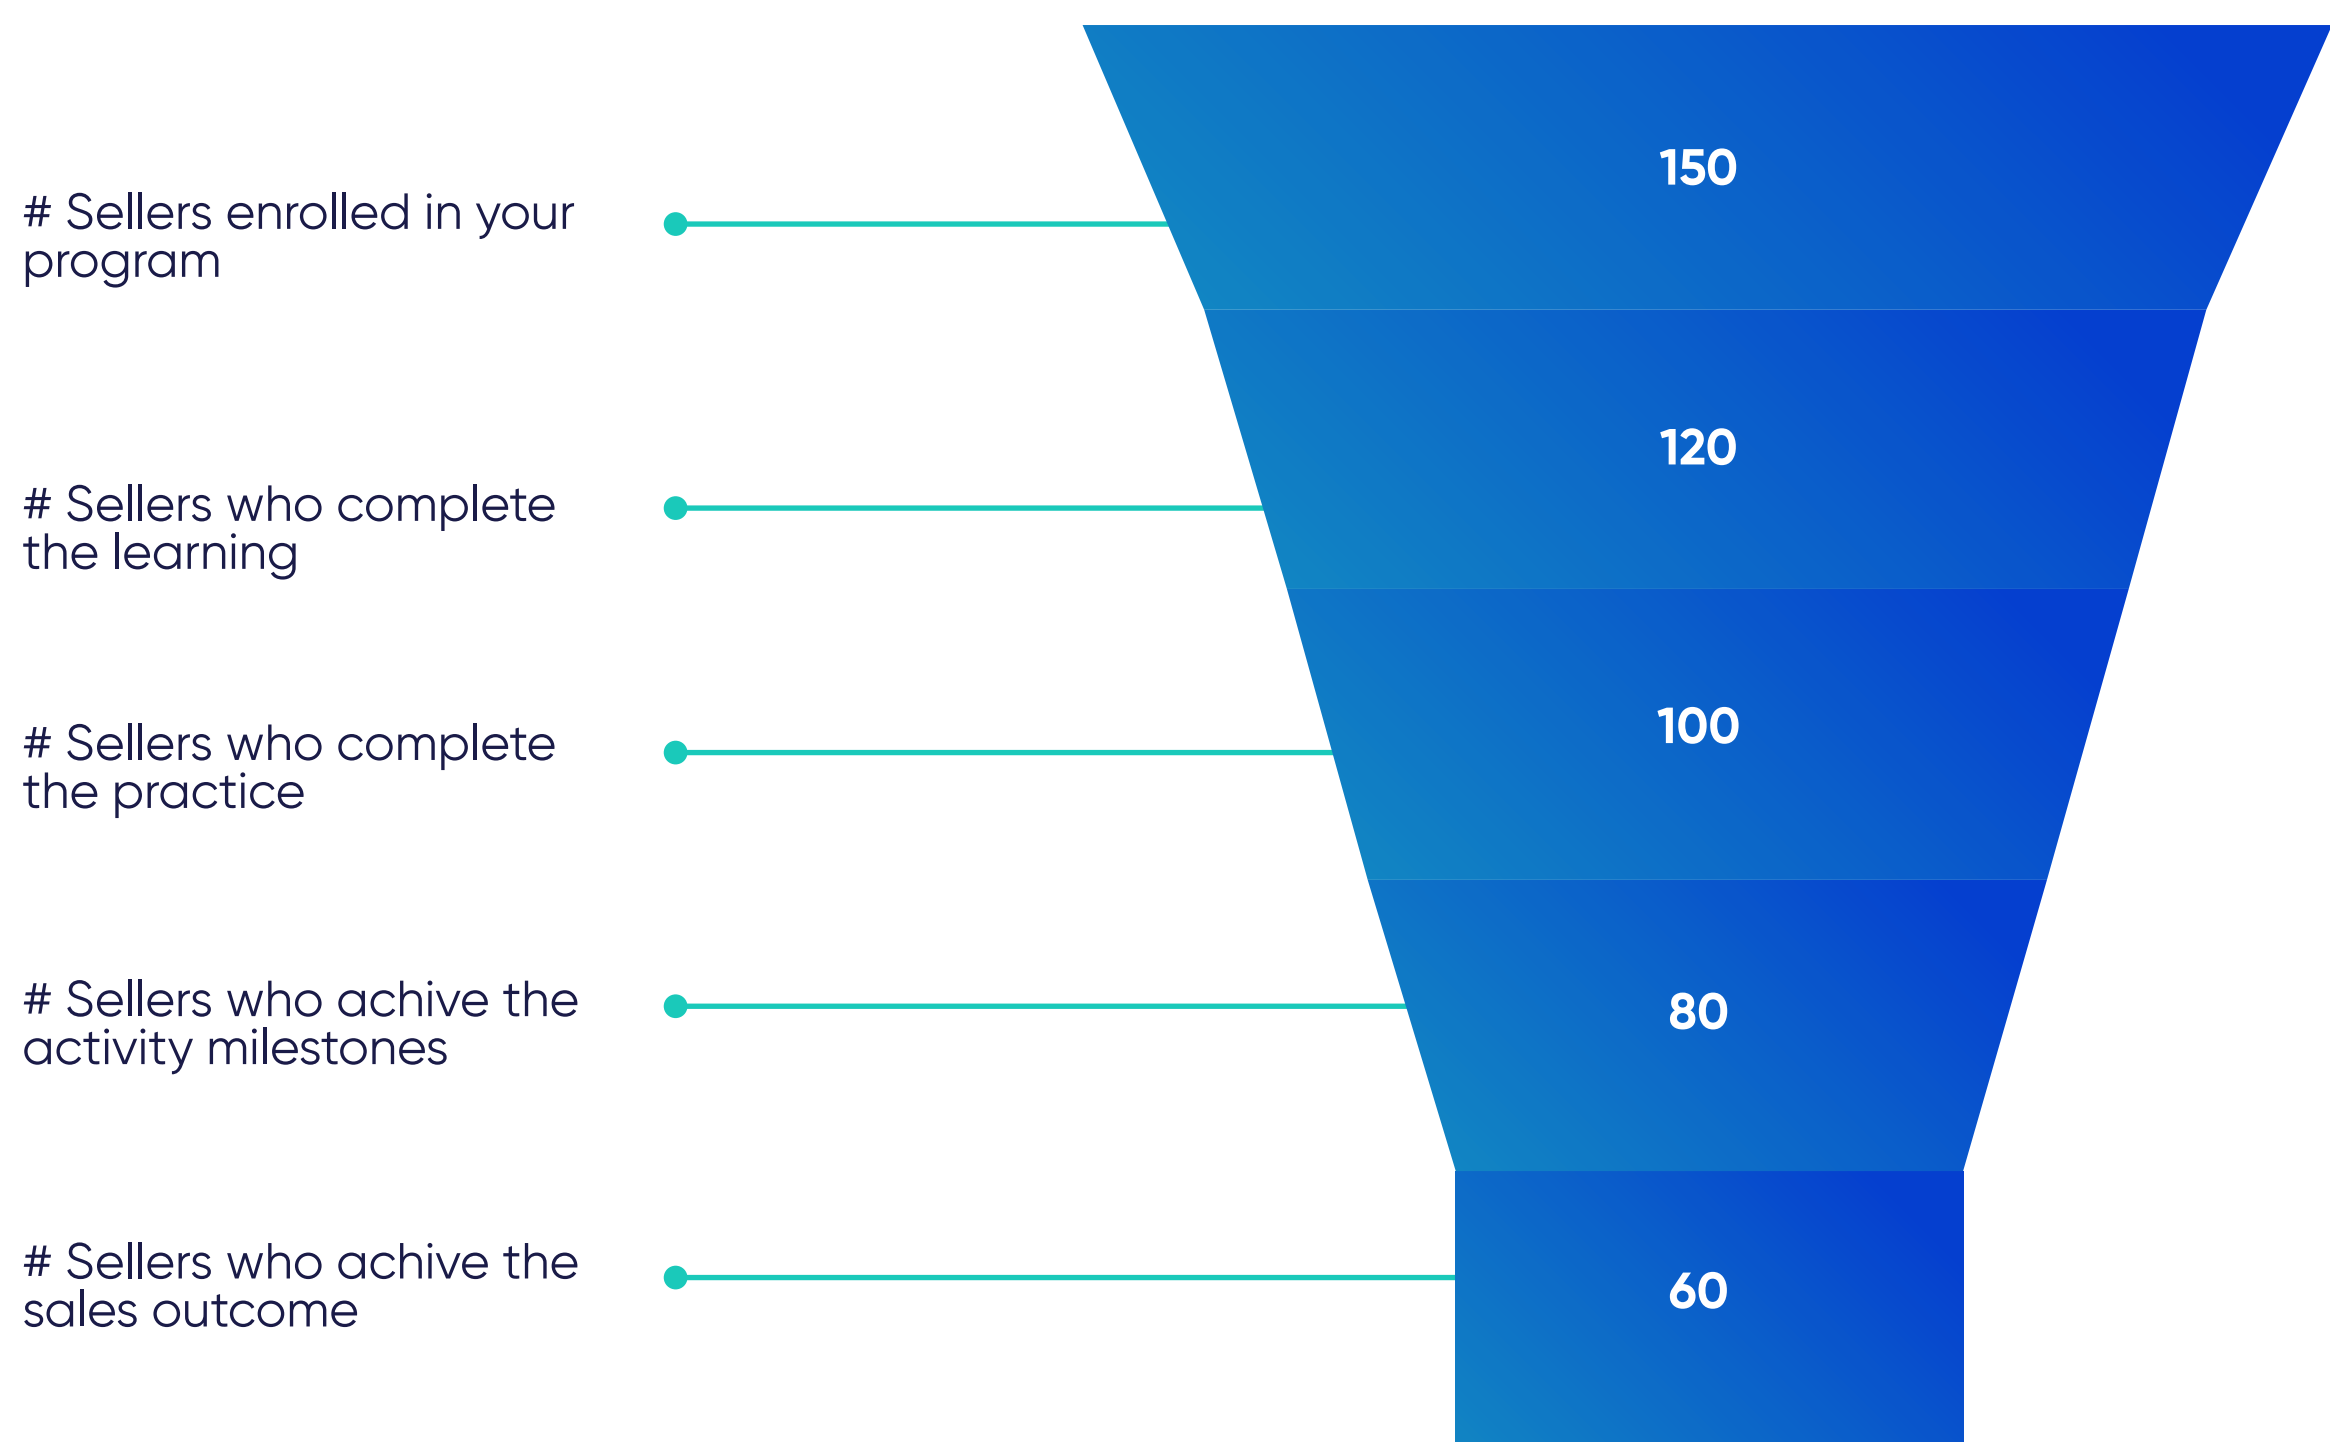 # Sellers enrolled in your
program
150
# Sellers who complete
the learning
120
# Sellers who complete
the practice
100
# Sellers who achive the
activity milestones
80
# Sellers who achive the
sales outcome
60